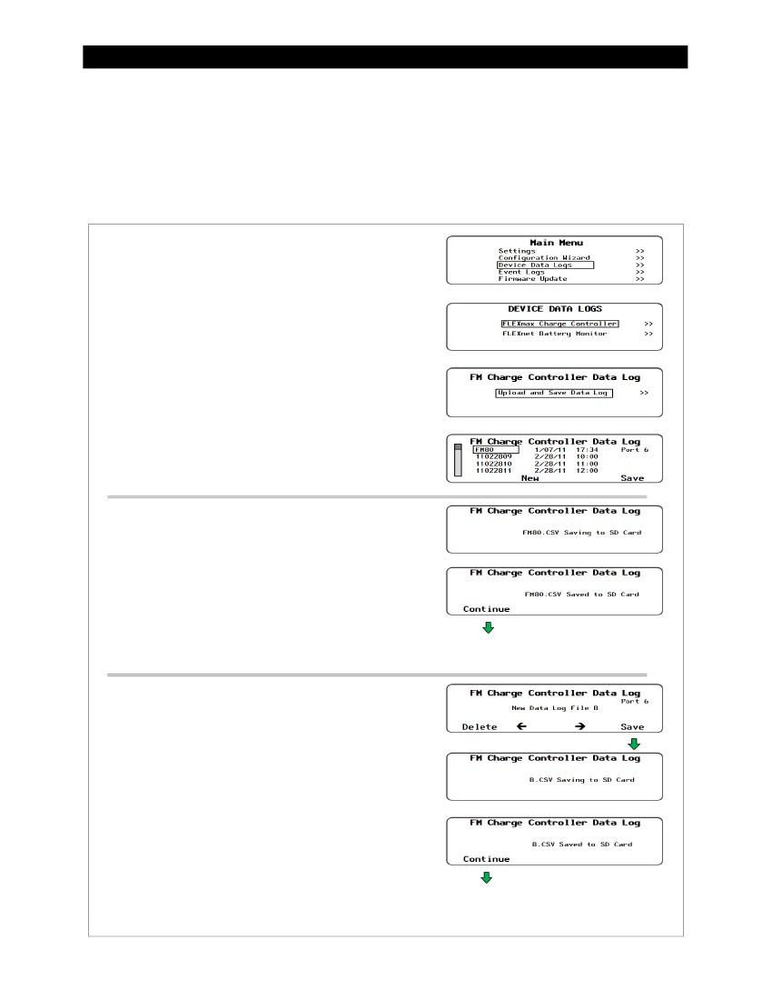 Main Menu
Settings >>
Configuration Wizard >>
Device Data Logs >>
Event Logs >>
Firmware Update >>
DEVICE DATA LOGS
FLEXmax Charge Controller >>
FLEXnet Battery Monitor >>
FM Charge Controller Data Log
Upload and Save Data Log >>
FM Charge Controller Data Log
FM80 1/07/11 17:34 Port 6
11022809 2/28/11 10:00
11022810 2/28/11 11:00
11022811 2/28/11 12:00
New Save
FM Charge Controller Data Log
FM80.CSV Saving to SD Card
FM Charge Controller Data Log
FM80.CSV Saved to SD Card
Continue
FM Charge Controller Data Log
Port 6
New Data Log File B
Delete ← → Save
FM Charge Controller Data Log
B.CSV Saving to SD Card
FM Charge Controller Data Log
B.CSV Saved to SD Card
Continue